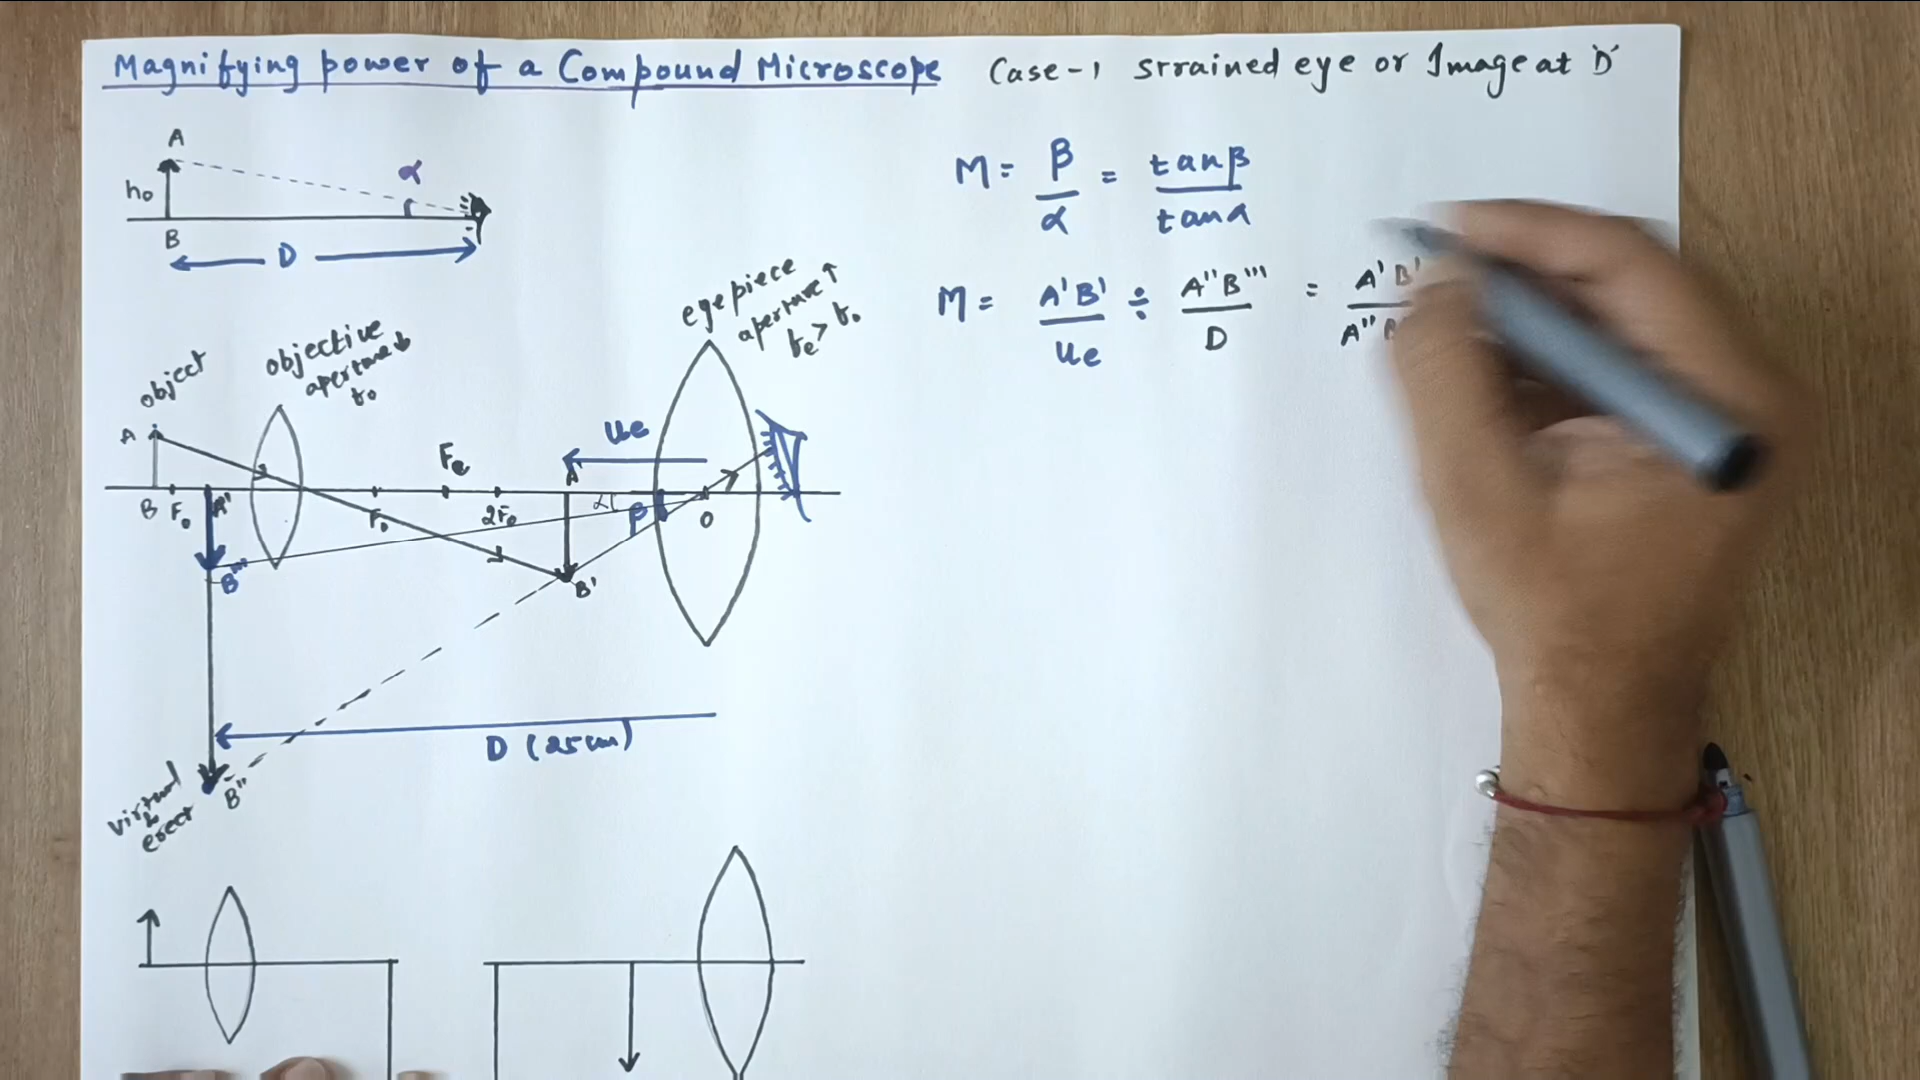 Magnifying power of a Compound Microscope Case-1 strained eye or Image at 'D'
A
α
h₀
B
D
M = β/α = tanβ/tanα
M = A'B'/ue ÷ A''B'''/D = A'B'/A''B
eyepiece
aperture ↑
fe > f₀
objective
aperture ↓
f₀
object
A
B F₀ A'' F₀ Fe 2F₀ A' α β O
ue
B'''
B'
D (25cm)
B''
virtual
&
erect